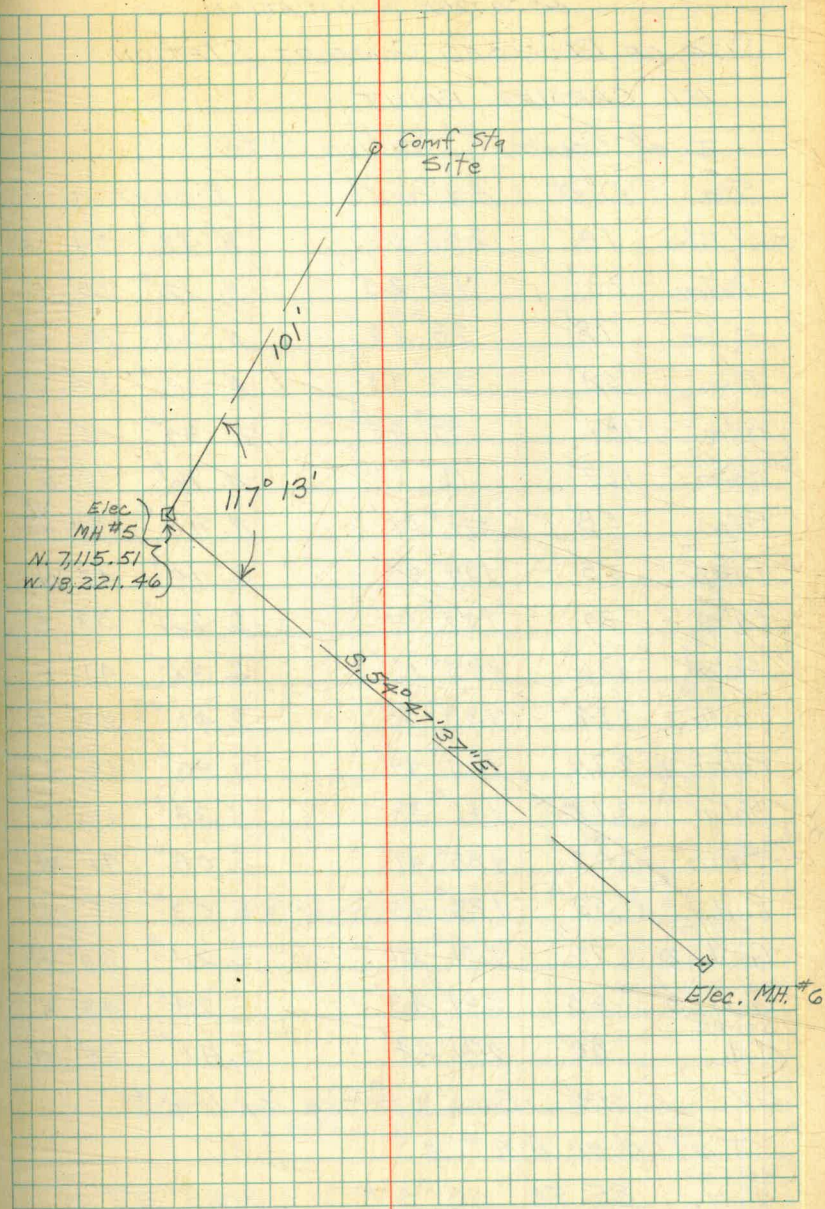 Comf Sta
Site
101'
117° 13'
Elec
MH #5
N. 7,115.51
W. 18,221.46
S. 54° 47' 37" E
Elec. MH. #6